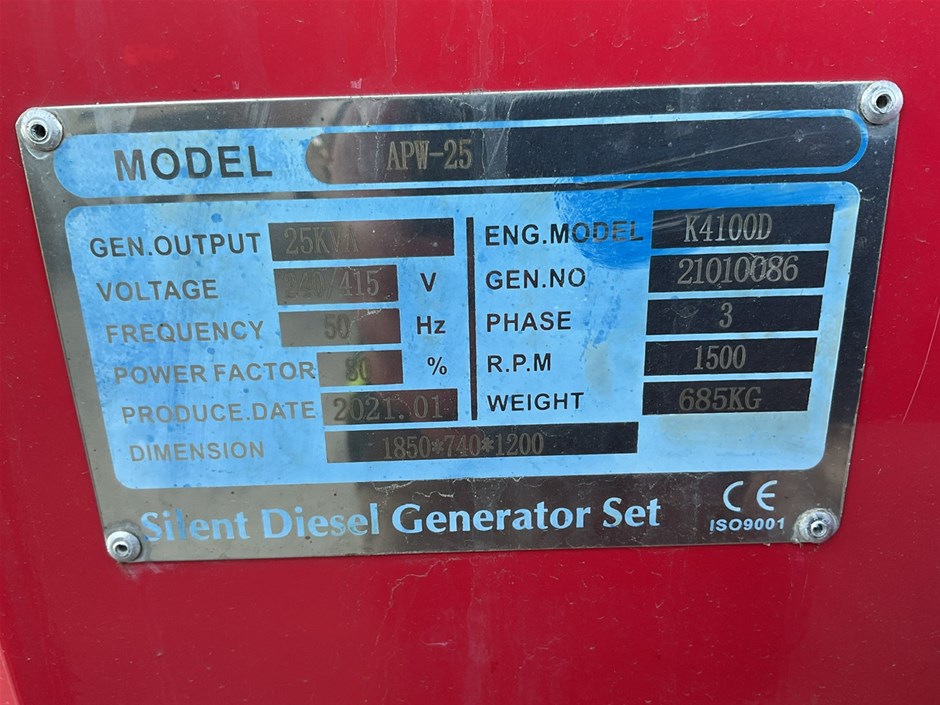 MODEL APW-25
GEN.OUTPUT 25KVA
VOLTAGE 240/415 V
FREQUENCY 50 Hz
POWER FACTOR 80 %
PRODUCE.DATE 2021.01
DIMENSION 1850*740*1200
ENG.MODEL K4100D
GEN.NO 21010086
PHASE 3
R.P.M 1500
WEIGHT 685KG
Silent Diesel Generator Set
CE
ISO9001